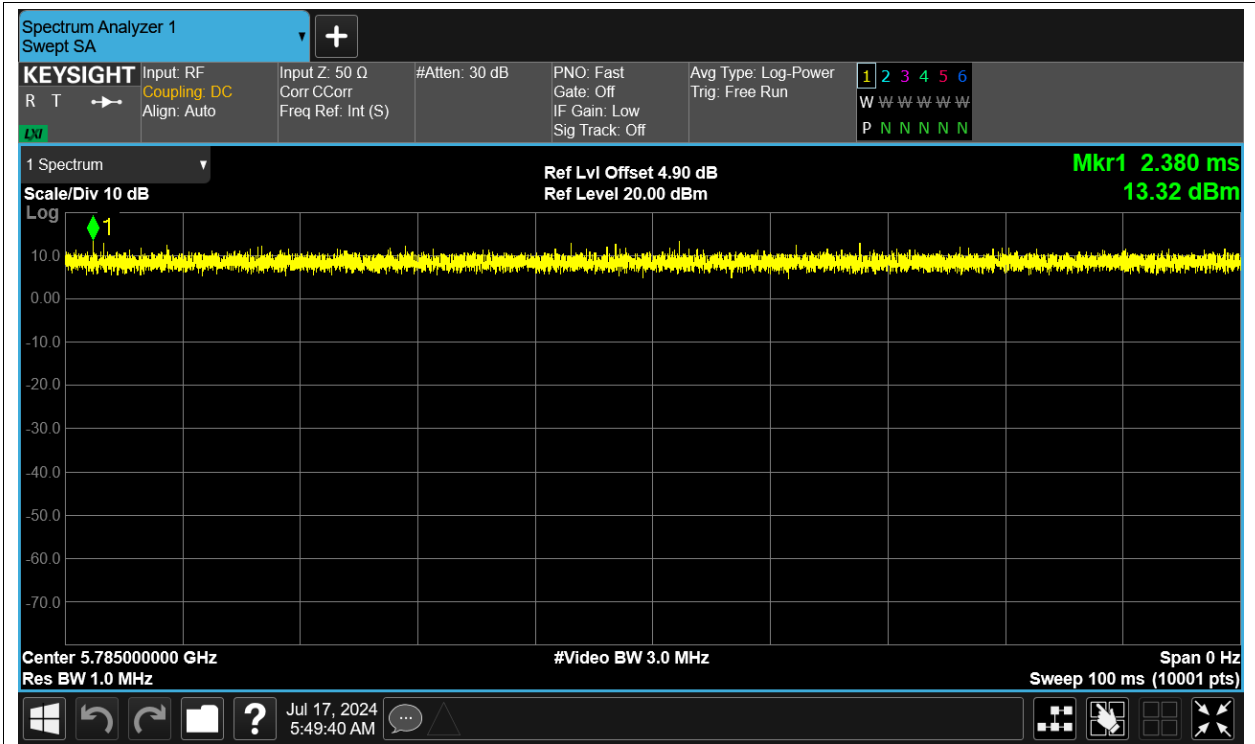 Spectrum Analyzer 1
Swept SA
KEYSIGHT
R T
LXI
Input: RF
Coupling: DC
Align: Auto
Input Z: 50 Ω
Corr CCorr
Freq Ref: Int (S)
#Atten: 30 dB
PNO: Fast
Gate: Off
IF Gain: Low
Sig Track: Off
Avg Type: Log-Power
Trig: Free Run
1 2 3 4 5 6
W W W W W W
P N N N N N
1 Spectrum
Scale/Div 10 dB
Log
Ref Lvl Offset 4.90 dB
Ref Level 20.00 dBm
Mkr1 2.380 ms
13.32 dBm
1
10.0
0.00
-10.0
-20.0
-30.0
-40.0
-50.0
-60.0
-70.0
Center 5.785000000 GHz
#Video BW 3.0 MHz
Span 0 Hz
Res BW 1.0 MHz
Sweep 100 ms (10001 pts)
?
Jul 17, 2024
5:49:40 AM